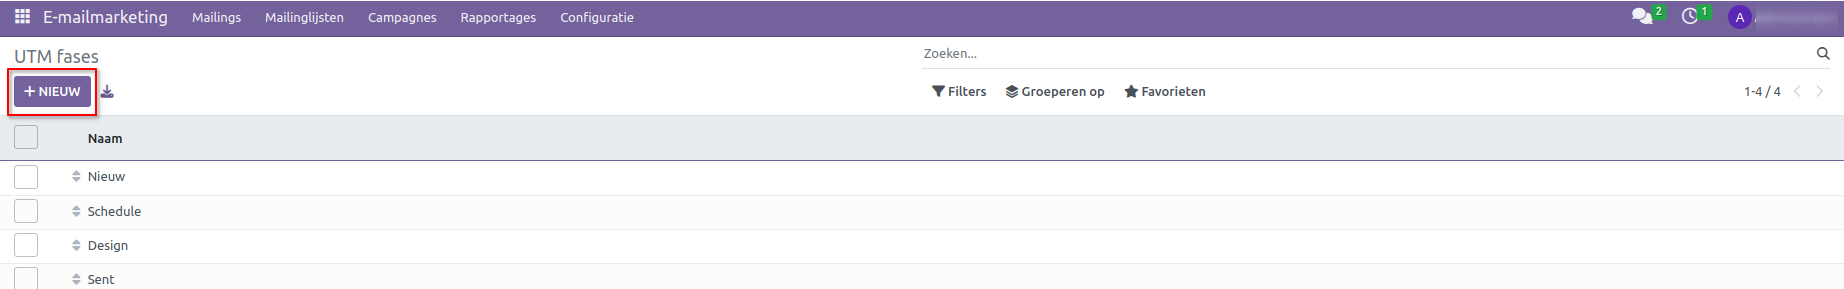 E-mailmarketing Mailings Mailinglijsten Campagnes Rapportages Configuratie 2 1 A
UTM fases Zoeken...
+ NIEUW Filters Groeperen op Favorieten 1-4 / 4
Naam
Nieuw
Schedule
Design
Sent